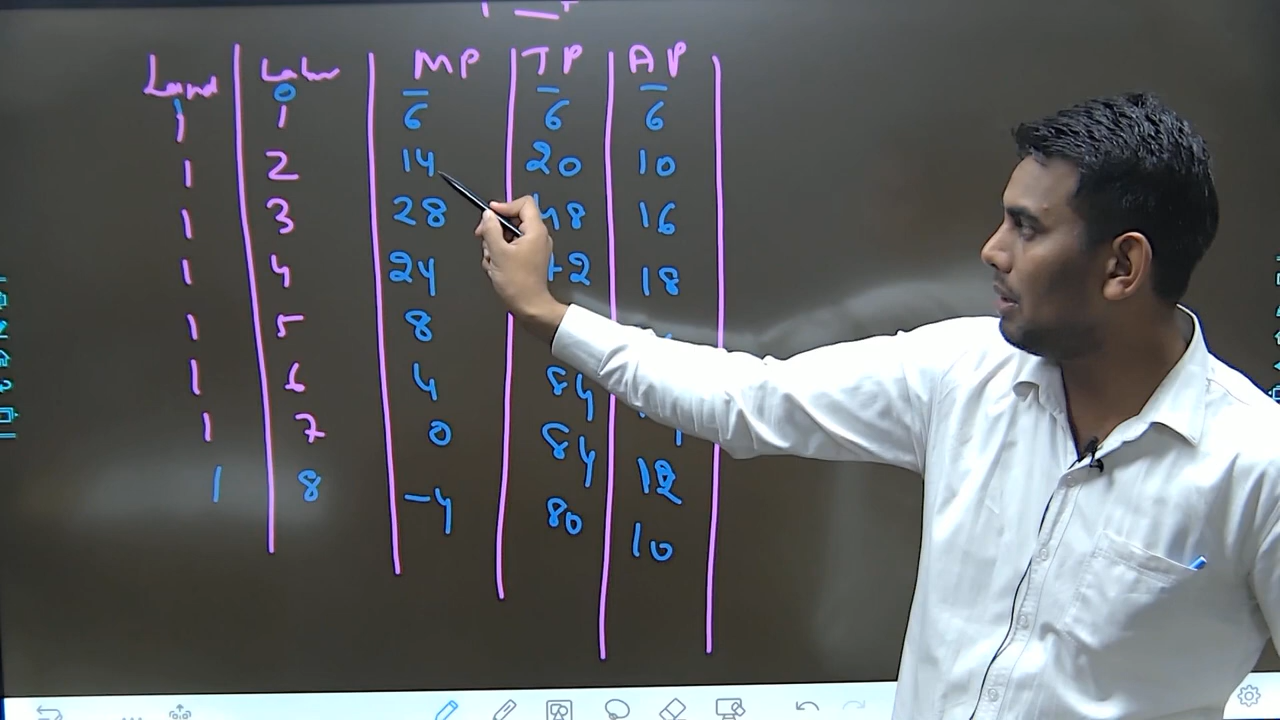 Land Labour MP TP AP
1 0 — — —
1 1 6 6 6
1 2 14 20 10
1 3 28 48 16
1 4 24 72 18
1 5 8
1 6 4 84
1 7 0 84 12
1 8 -4 80 10